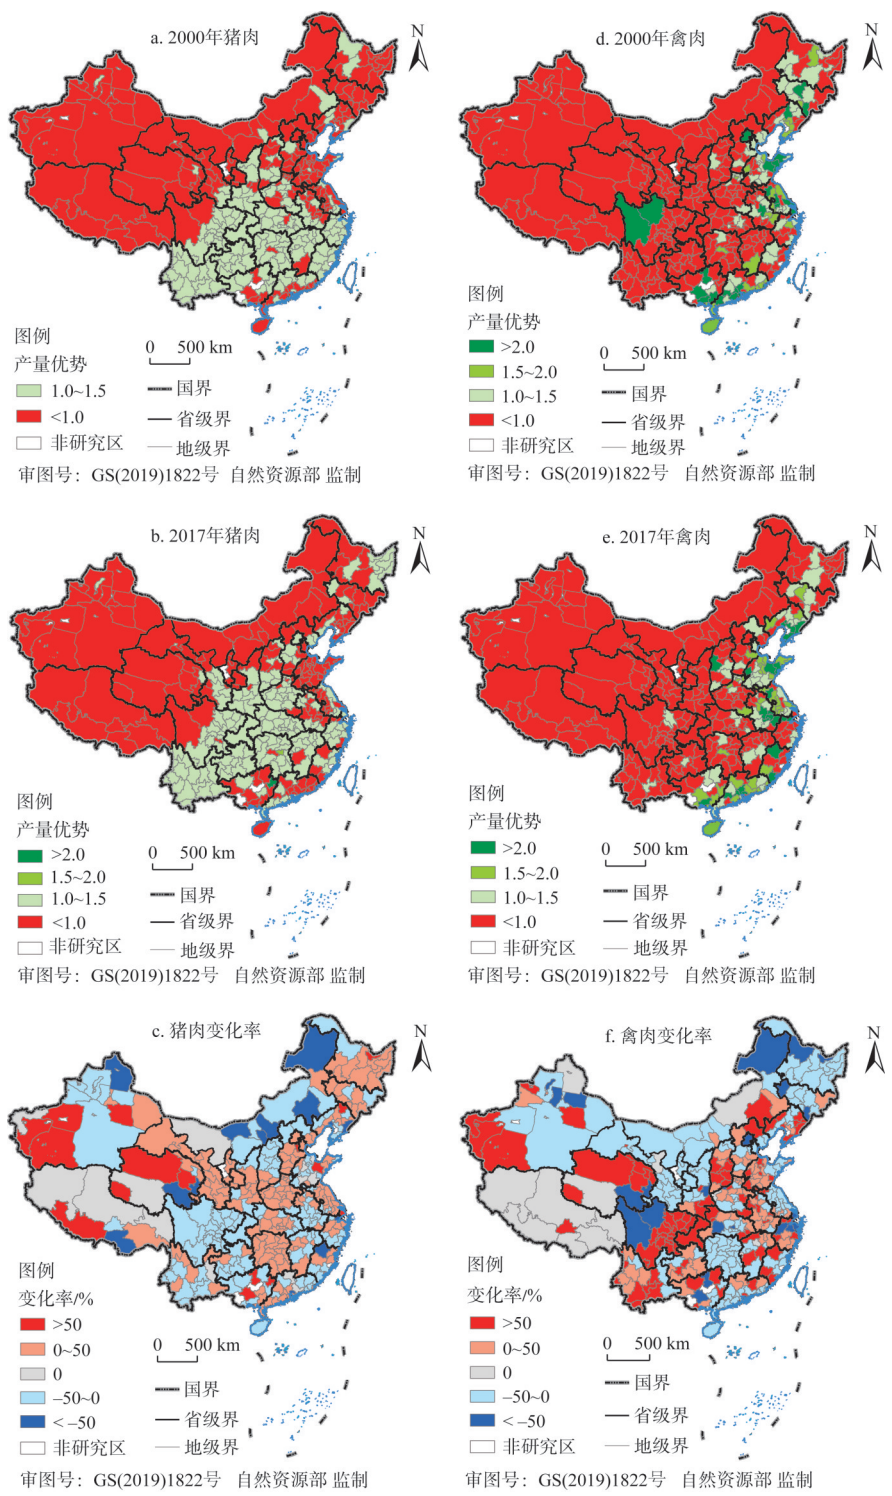 a. 2000年猪肉
N
图例
产量优势
1.0~1.5
<1.0
非研究区
0 500 km
国界
省级界
地级界
审图号：GS(2019)1822号 自然资源部 监制
d. 2000年禽肉
N
图例
产量优势
>2.0
1.5~2.0
1.0~1.5
<1.0
非研究区
0 500 km
国界
省级界
地级界
审图号：GS(2019)1822号 自然资源部 监制
b. 2017年猪肉
N
图例
产量优势
>2.0
1.5~2.0
1.0~1.5
<1.0
非研究区
0 500 km
国界
省级界
地级界
审图号：GS(2019)1822号 自然资源部 监制
e. 2017年禽肉
N
图例
产量优势
>2.0
1.5~2.0
1.0~1.5
<1.0
非研究区
0 500 km
国界
省级界
地级界
审图号：GS(2019)1822号 自然资源部 监制
c. 猪肉变化率
N
图例
变化率/%
>50
0~50
0
–50~0
< –50
非研究区
0 500 km
国界
省级界
地级界
审图号：GS(2019)1822号 自然资源部 监制
f. 禽肉变化率
N
图例
变化率/%
>50
0~50
0
–50~0
< –50
非研究区
0 500 km
国界
省级界
地级界
审图号：GS(2019)1822号 自然资源部 监制